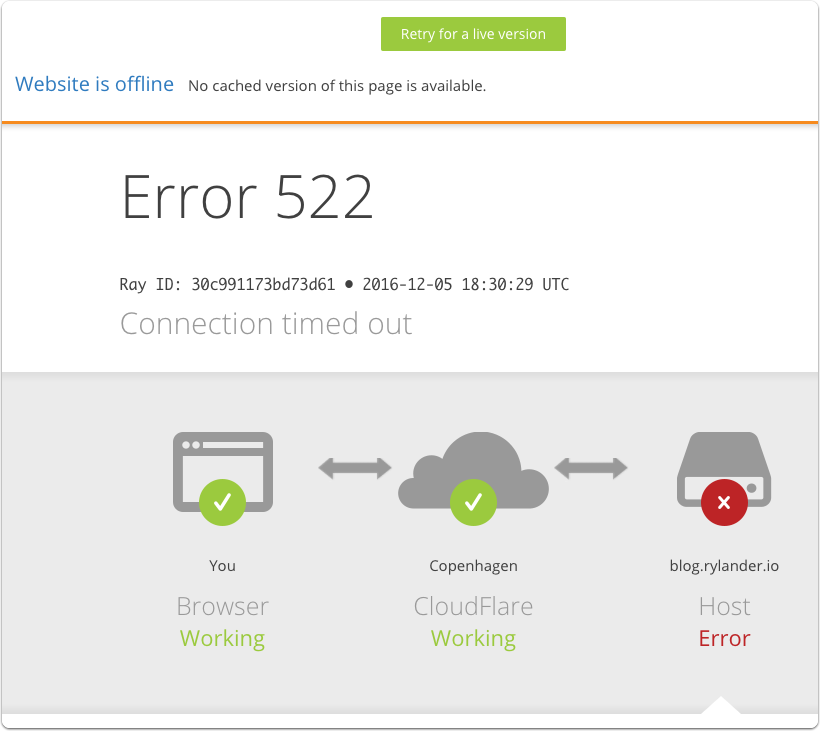 Retry for a live version
Website is offline No cached version of this page is available.
Error 522
Ray ID: 30c991173bd73d61 • 2016-12-05 18:30:29 UTC
Connection timed out
You Copenhagen blog.rylander.io
Browser CloudFlare Host
Working Working Error